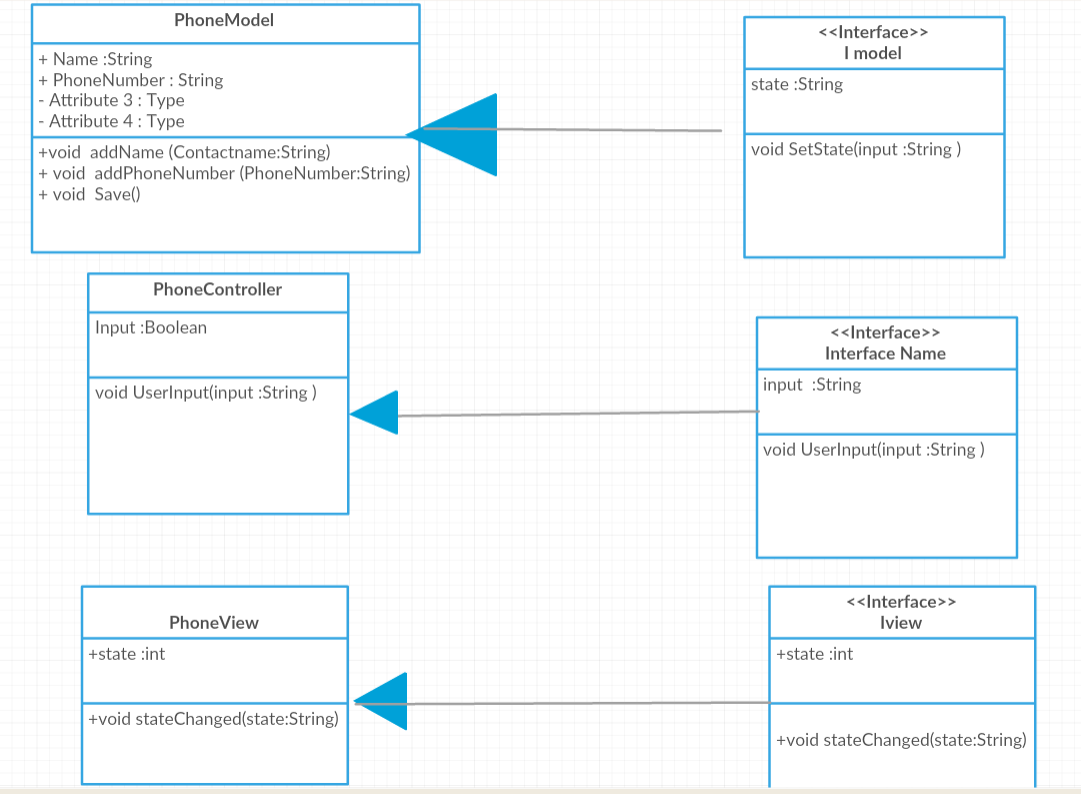 PhoneModel
+ Name :String
+ PhoneNumber : String
- Attribute 3 : Type
- Attribute 4 : Type
+void  addName (Contactname:String)
+ void  addPhoneNumber (PhoneNumber:String)
+ void  Save()
<<Interface>>
I model
state :String
void SetState(input :String )
PhoneController
Input :Boolean
void UserInput(input :String )
<<Interface>>
Interface Name
input  :String
void UserInput(input :String )
PhoneView
+state :int
+void stateChanged(state:String)
<<Interface>>
Iview
+state :int
+void stateChanged(state:String)